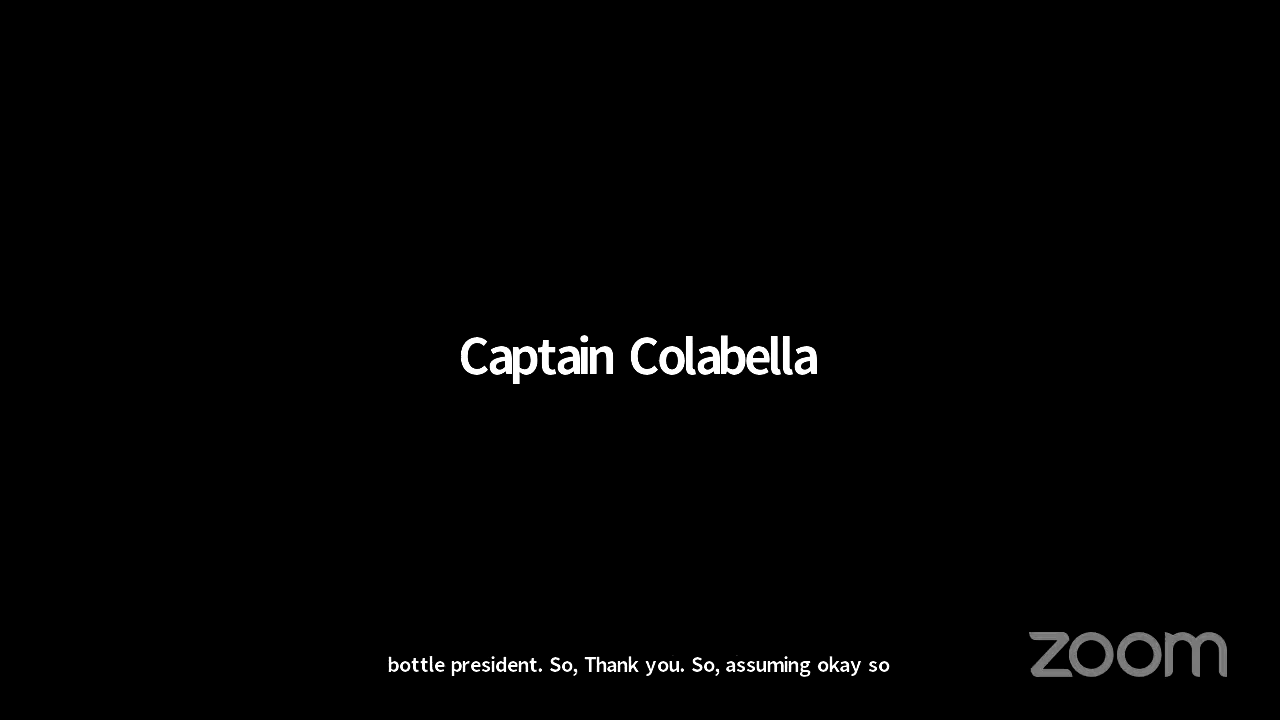 Captain Colabella
bottle president. So, Thank you. So, assuming okay so
zoom